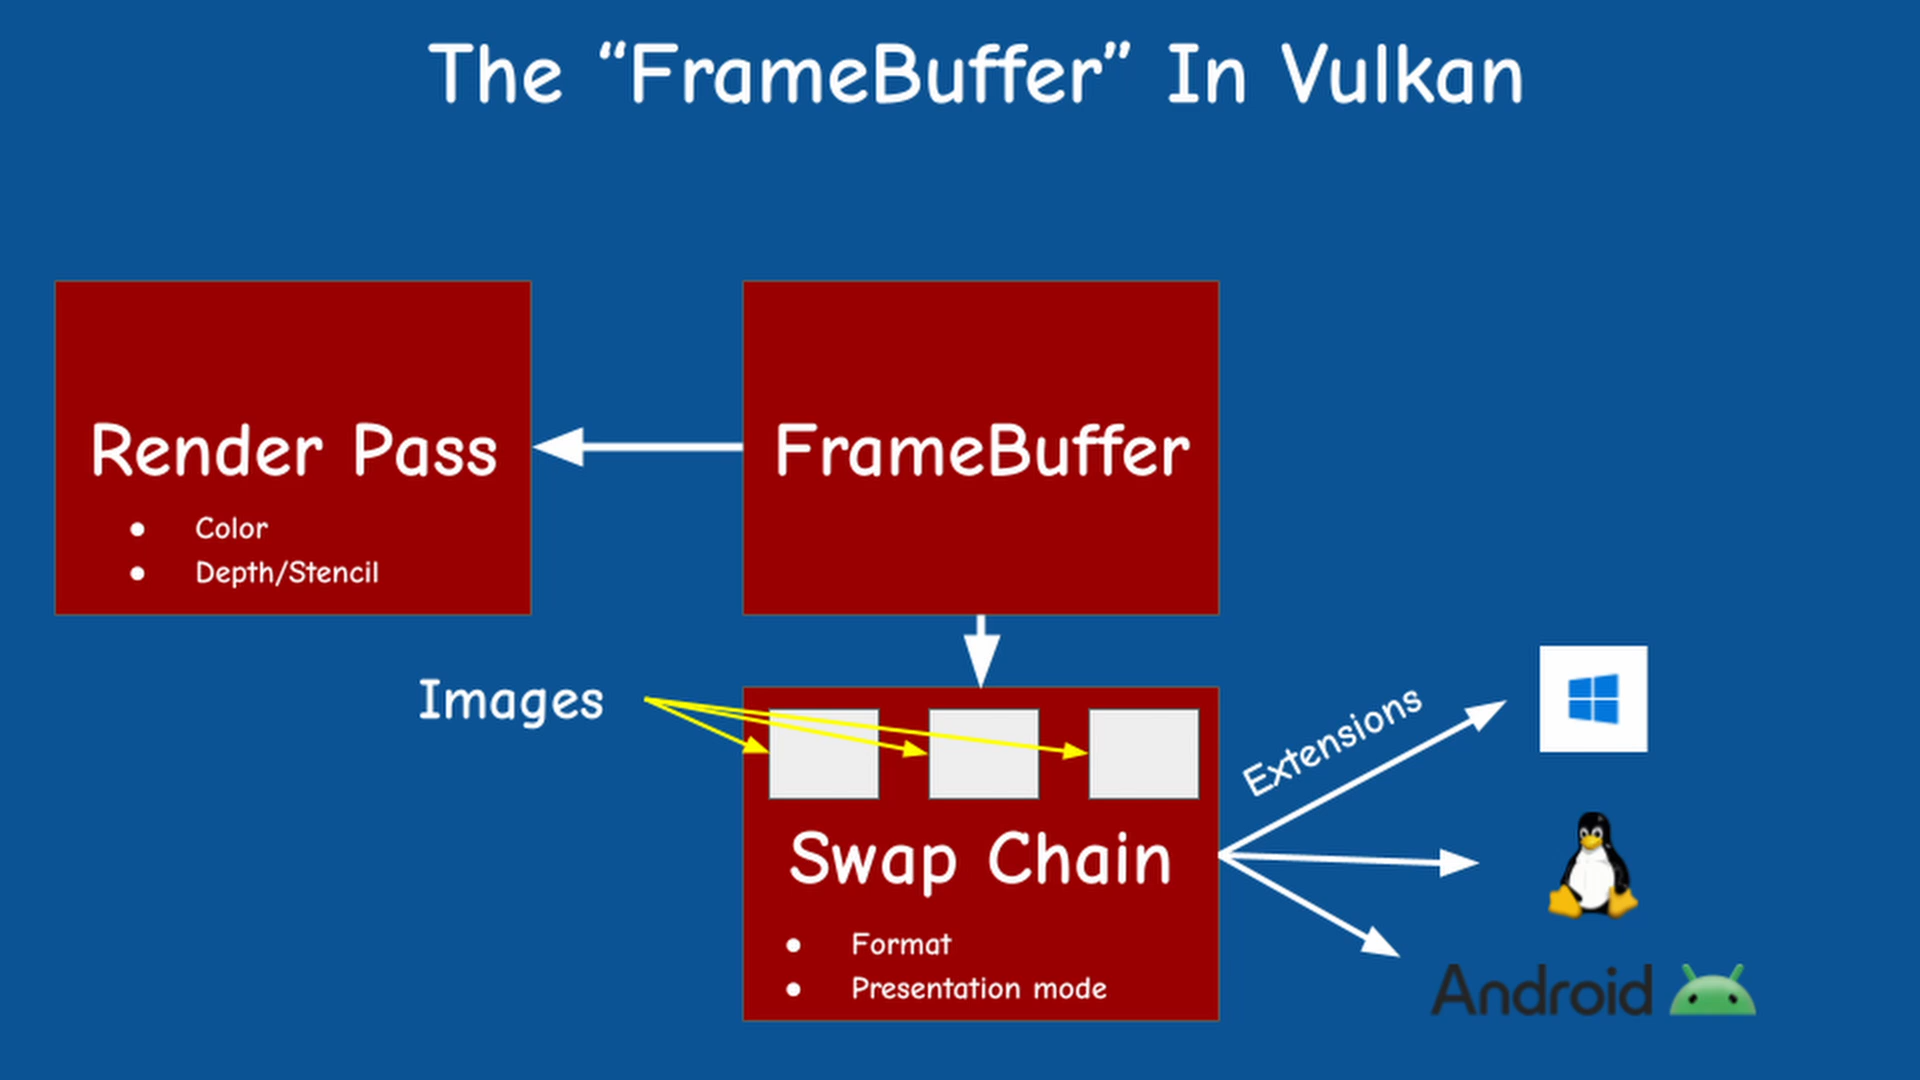 The “FrameBuffer” In Vulkan
Render Pass
● Color
● Depth/Stencil
FrameBuffer
Images
Swap Chain
● Format
● Presentation mode
Extensions
Android